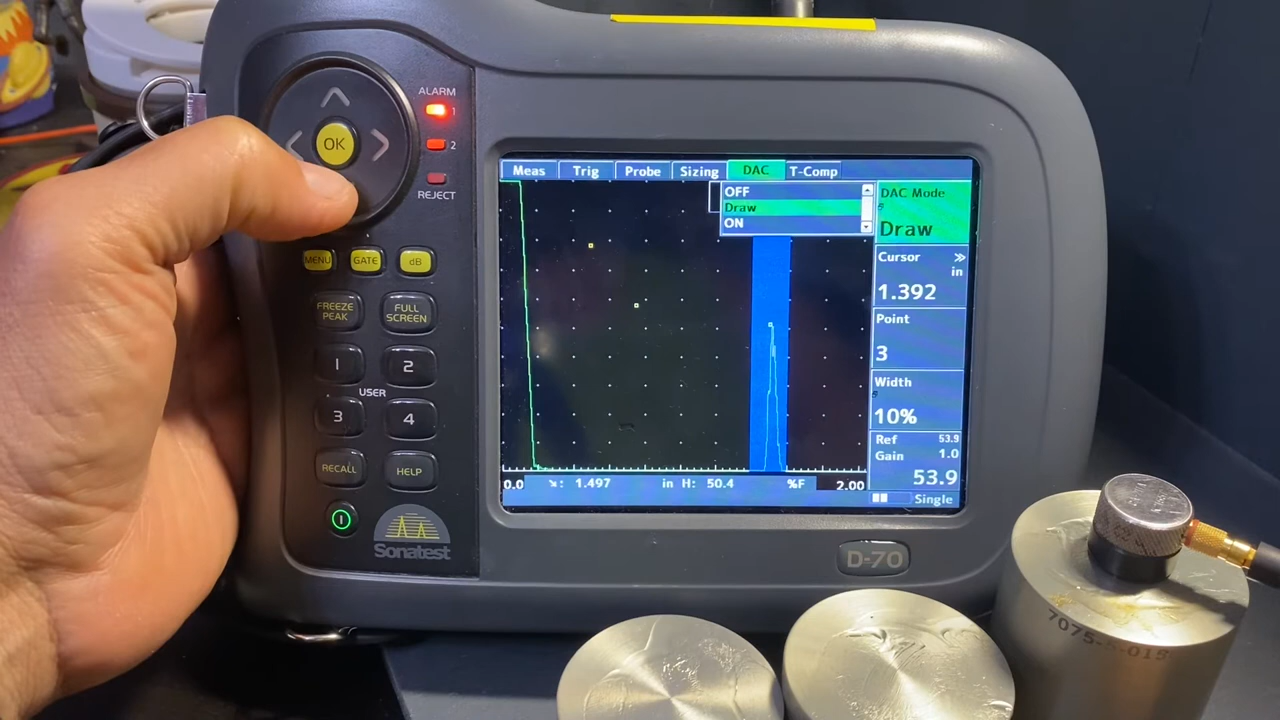 ALARM
1
OK
2
REJECT
MENU
GATE
dB
FREEZE
PEAK
FULL
SCREEN
1
2
USER
3
4
RECALL
HELP
Sonatest
Meas
Trig
Probe
Sizing
DAC
T-Comp
OFF
Draw
ON
DAC Mode
Draw
Cursor
in
1.392
Point
3
Width
10%
Ref 53.9
Gain 1.0
53.9
Single
0.0
1.497 in H: 50.4 %F
2.00
D-70